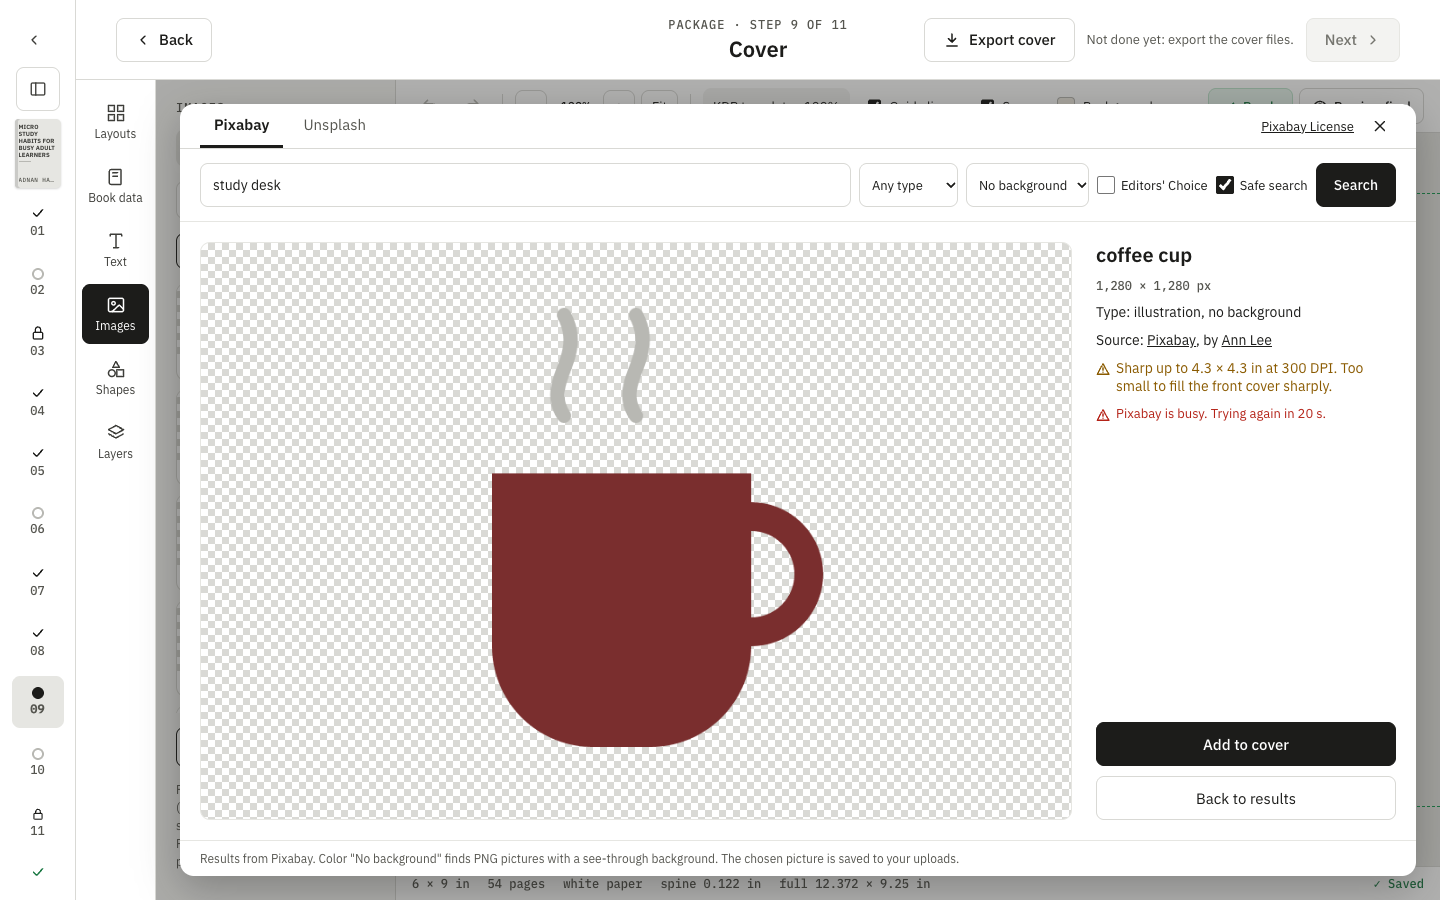 PACKAGE · STEP 9 OF 11
Back
Cover
Export cover
Not done yet: export the cover files.
Next
MICRO
STUDY
HABITS FOR
BUSY ADULT
LEARNERS
ADNAN HA…
01
02
03
04
05
06
07
08
09
10
11
Layouts
Book data
Text
Images
Shapes
Layers
Pixabay
Unsplash
Pixabay License
study desk
Any type
No background
Editors' Choice
Safe search
Search
coffee cup
1,280 × 1,280 px
Type: illustration, no background
Source: Pixabay, by Ann Lee
Sharp up to 4.3 × 4.3 in at 300 DPI. Too
small to fill the front cover sharply.
Pixabay is busy. Trying again in 20 s.
Add to cover
Back to results
Results from Pixabay. Color "No background" finds PNG pictures with a see-through background. The chosen picture is saved to your uploads.
6 × 9 in 54 pages white paper spine 0.122 in full 12.372 × 9.25 in
✓ Saved